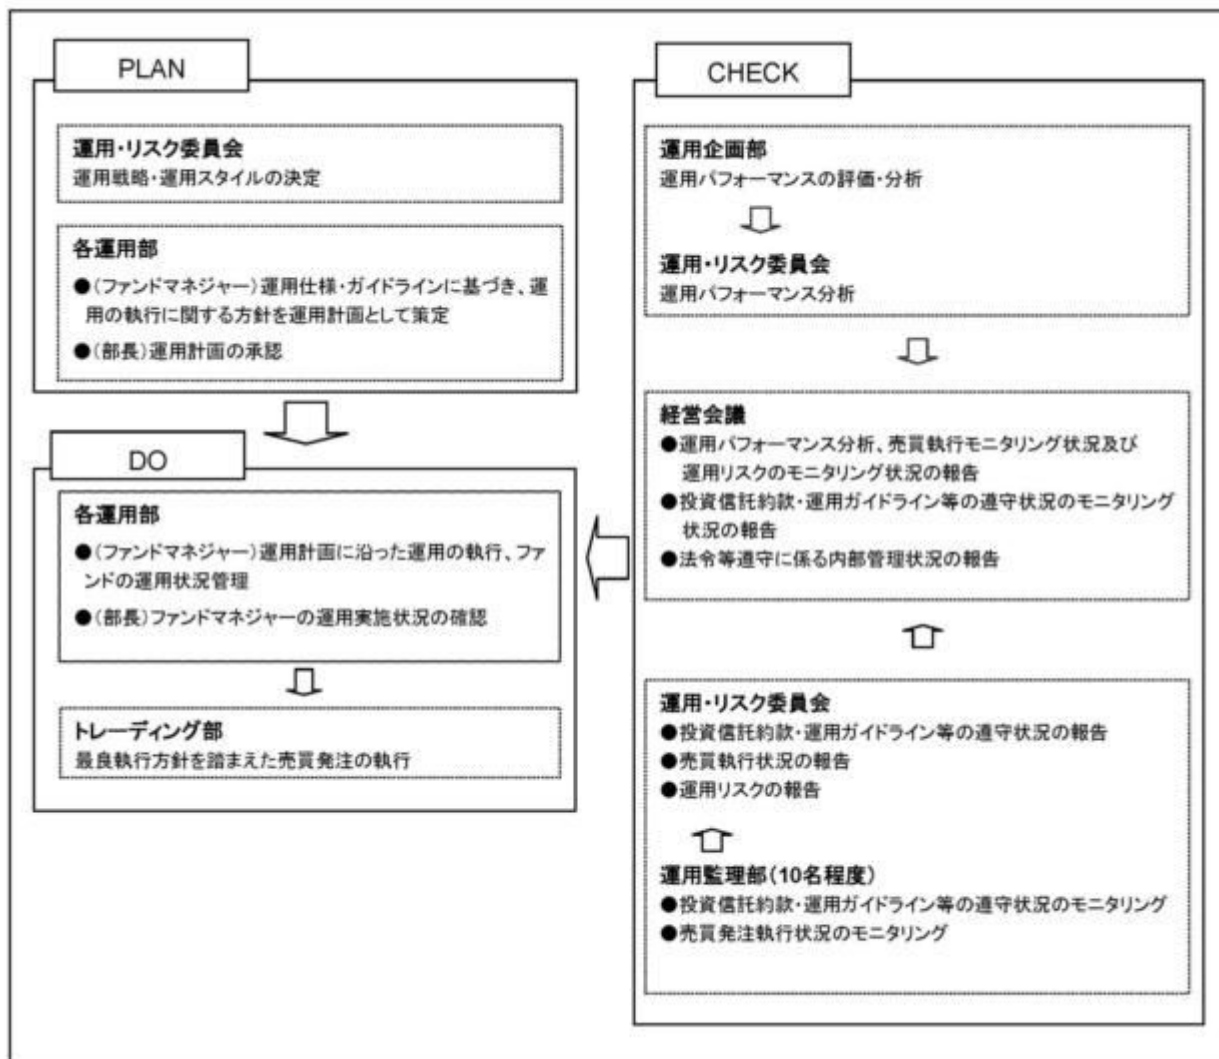 PLAN
運用・リスク委員会
運用戦略・運用スタイルの決定
各運用部
●(ファンドマネジャー)運用仕様・ガイドラインに基づき、運
用の執行に関する方針を運用計画として策定
●(部長)運用計画の承認
DO
各運用部
●(ファンドマネジャー)運用計画に沿った運用の執行、ファ
ンドの運用状況管理
●(部長)ファンドマネジャーの運用実施状況の確認
トレーディング部
最良執行方針を踏まえた売買発注の執行
CHECK
運用企画部
運用パフォーマンスの評価・分析
運用・リスク委員会
運用パフォーマンス分析
経営会議
●運用パフォーマンス分析、売買執行モニタリング状況及び
運用リスクのモニタリング状況の報告
●投資信託約款・運用ガイドライン等の遵守状況のモニタリング
状況の報告
●法令等遵守に係る内部管理状況の報告
運用・リスク委員会
●投資信託約款・運用ガイドライン等の遵守状況の報告
●売買執行状況の報告
●運用リスクの報告
運用監理部(10名程度)
●投資信託約款・運用ガイドライン等の遵守状況のモニタリング
●売買発注執行状況のモニタリング